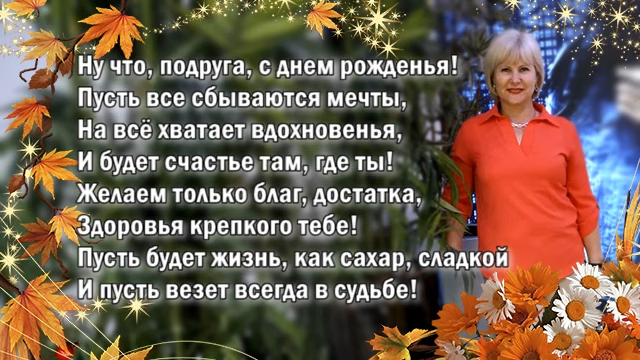 Ну что, подруга, с днем рожденья!
Пусть все сбываются мечты,
На всё хватает вдохновенья,
И будет счастье там, где ты!
Желаем только благ, достатка,
Здоровья крепкого тебе!
Пусть будет жизнь, как сахар, сладкой
И пусть везет всегда в судьбе!